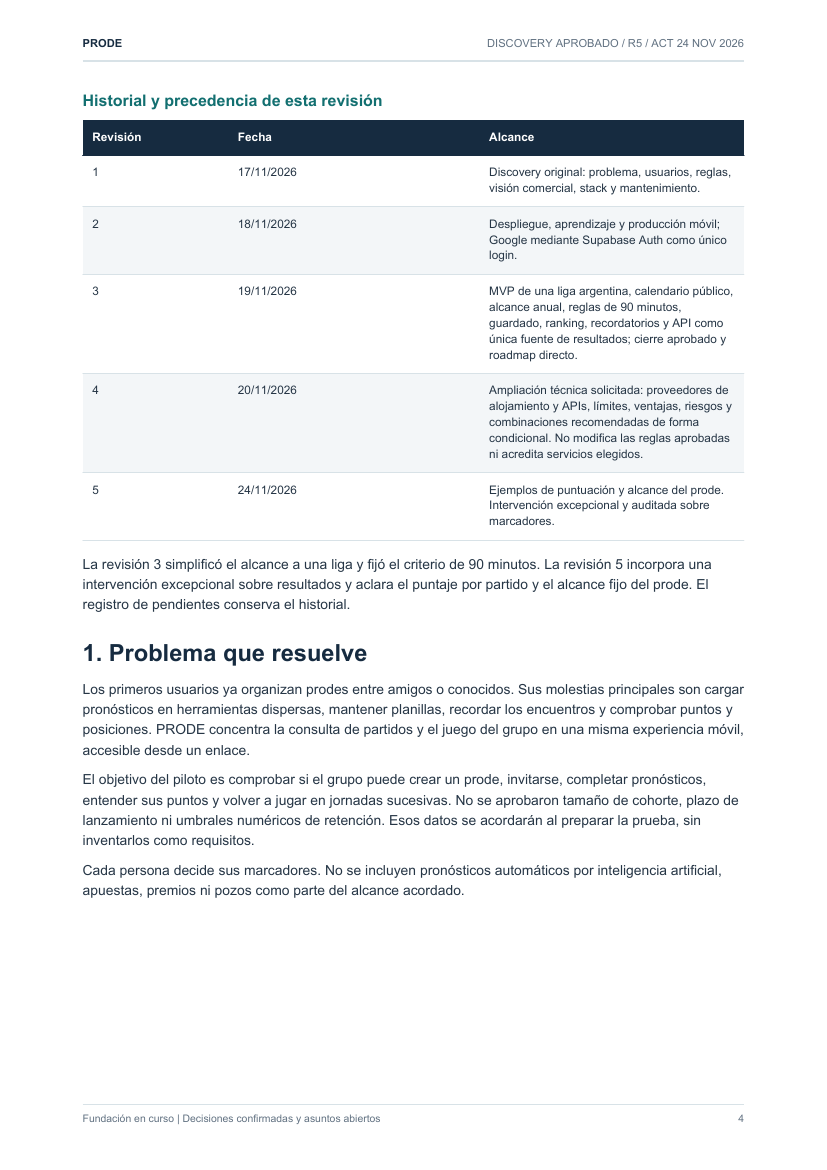 PRODE
DISCOVERY APROBADO / R5 / ACT 24 NOV 2026
Historial y precedencia de esta revisión
Revisión Fecha Alcance
1 17/11/2026 Discovery original: problema, usuarios, reglas,
visión comercial, stack y mantenimiento.
2 18/11/2026 Despliegue, aprendizaje y producción móvil;
Google mediante Supabase Auth como único
login.
3 19/11/2026 MVP de una liga argentina, calendario público,
alcance anual, reglas de 90 minutos,
guardado, ranking, recordatorios y API como
única fuente de resultados; cierre aprobado y
roadmap directo.
4 20/11/2026 Ampliación técnica solicitada: proveedores de
alojamiento y APIs, límites, ventajas, riesgos y
combinaciones recomendadas de forma
condicional. No modifica las reglas aprobadas
ni acredita servicios elegidos.
5 24/11/2026 Ejemplos de puntuación y alcance del prode.
Intervención excepcional y auditada sobre
marcadores.
La revisión 3 simplificó el alcance a una liga y fijó el criterio de 90 minutos. La revisión 5 incorpora una
intervención excepcional sobre resultados y aclara el puntaje por partido y el alcance fijo del prode. El
registro de pendientes conserva el historial.
1. Problema que resuelve
Los primeros usuarios ya organizan prodes entre amigos o conocidos. Sus molestias principales son cargar
pronósticos en herramientas dispersas, mantener planillas, recordar los encuentros y comprobar puntos y
posiciones. PRODE concentra la consulta de partidos y el juego del grupo en una misma experiencia móvil,
accesible desde un enlace.
El objetivo del piloto es comprobar si el grupo puede crear un prode, invitarse, completar pronósticos,
entender sus puntos y volver a jugar en jornadas sucesivas. No se aprobaron tamaño de cohorte, plazo de
lanzamiento ni umbrales numéricos de retención. Esos datos se acordarán al preparar la prueba, sin
inventarlos como requisitos.
Cada persona decide sus marcadores. No se incluyen pronósticos automáticos por inteligencia artificial,
apuestas, premios ni pozos como parte del alcance acordado.
Fundación en curso | Decisiones confirmadas y asuntos abiertos
4